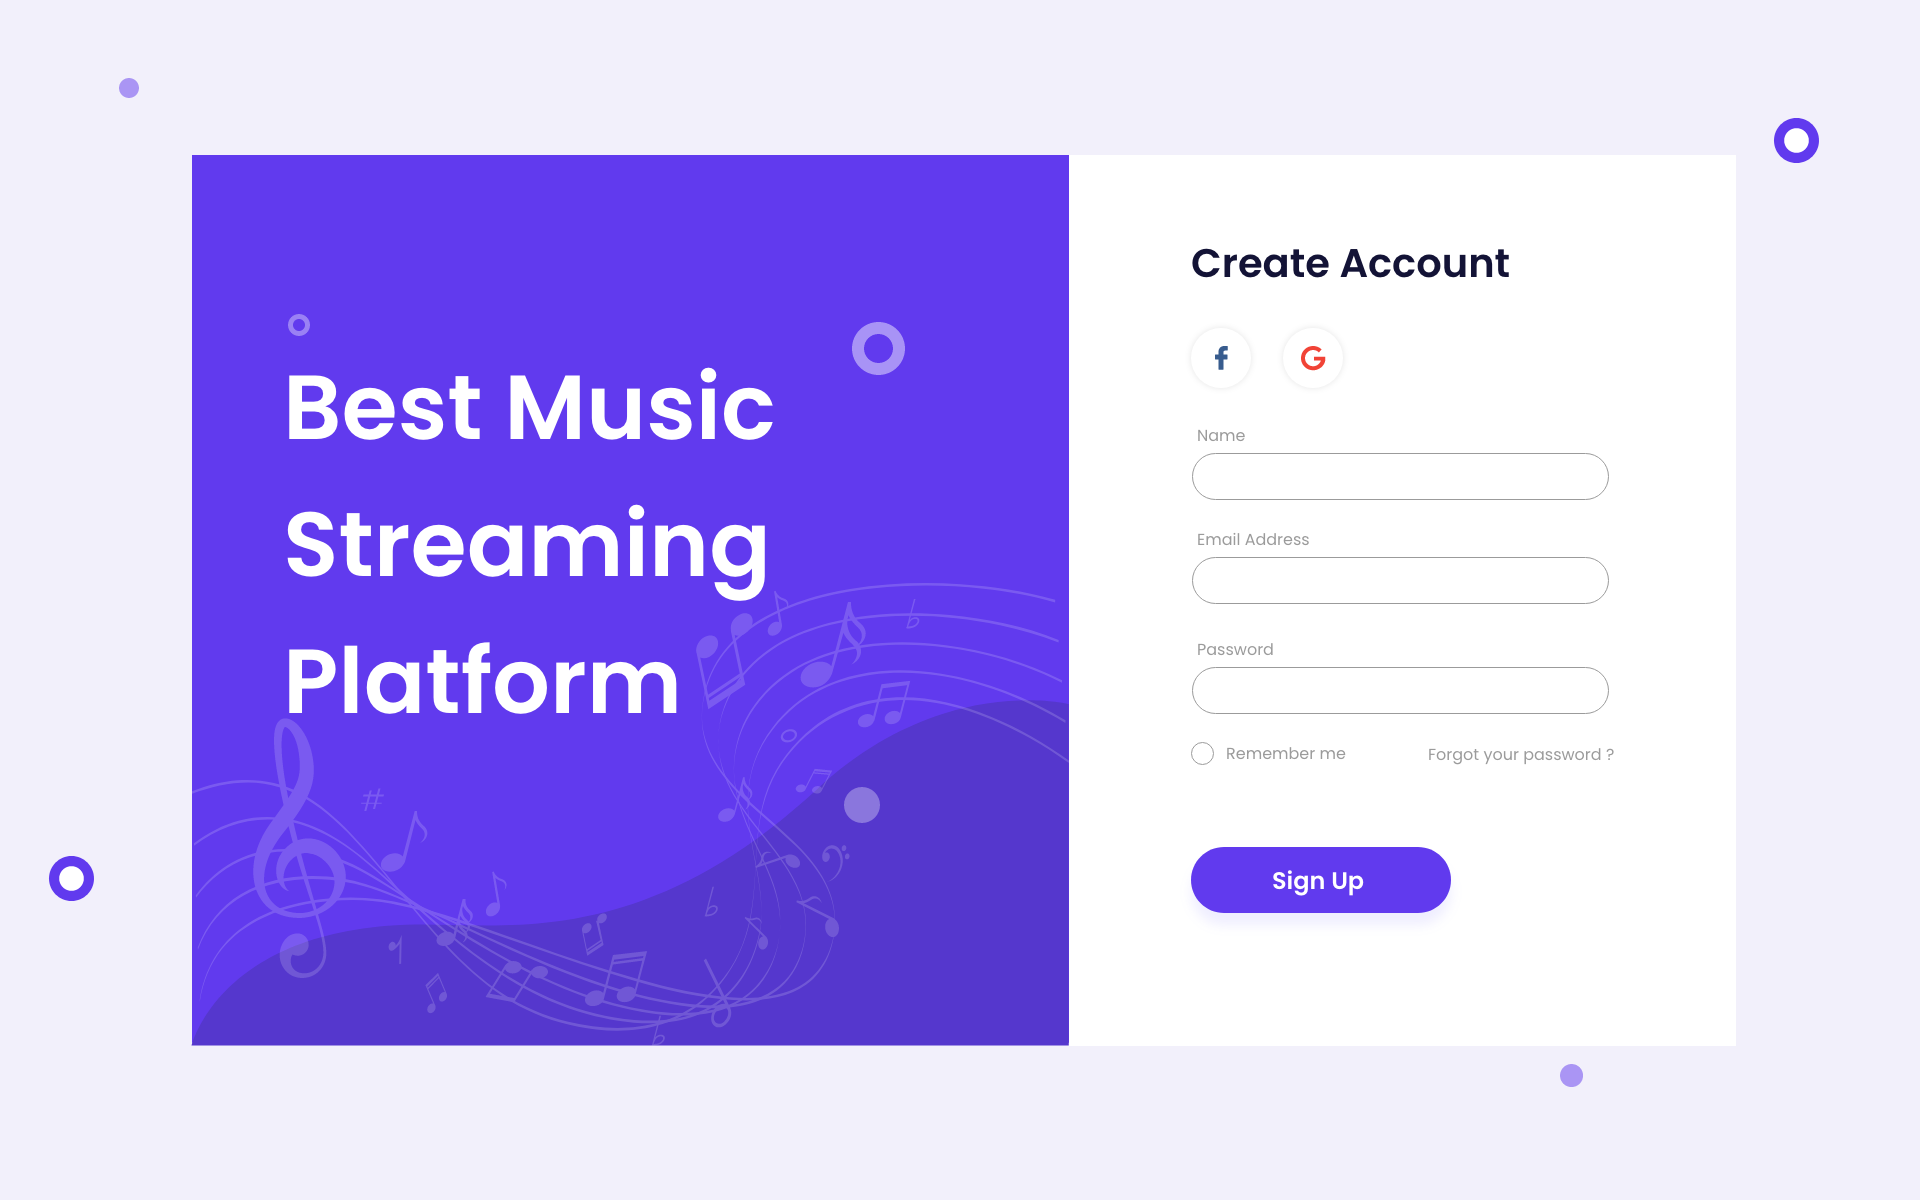 Best Music
Streaming
Platform
Create Account
Name
Email Address
Password
Remember me
Forgot your password ?
Sign Up